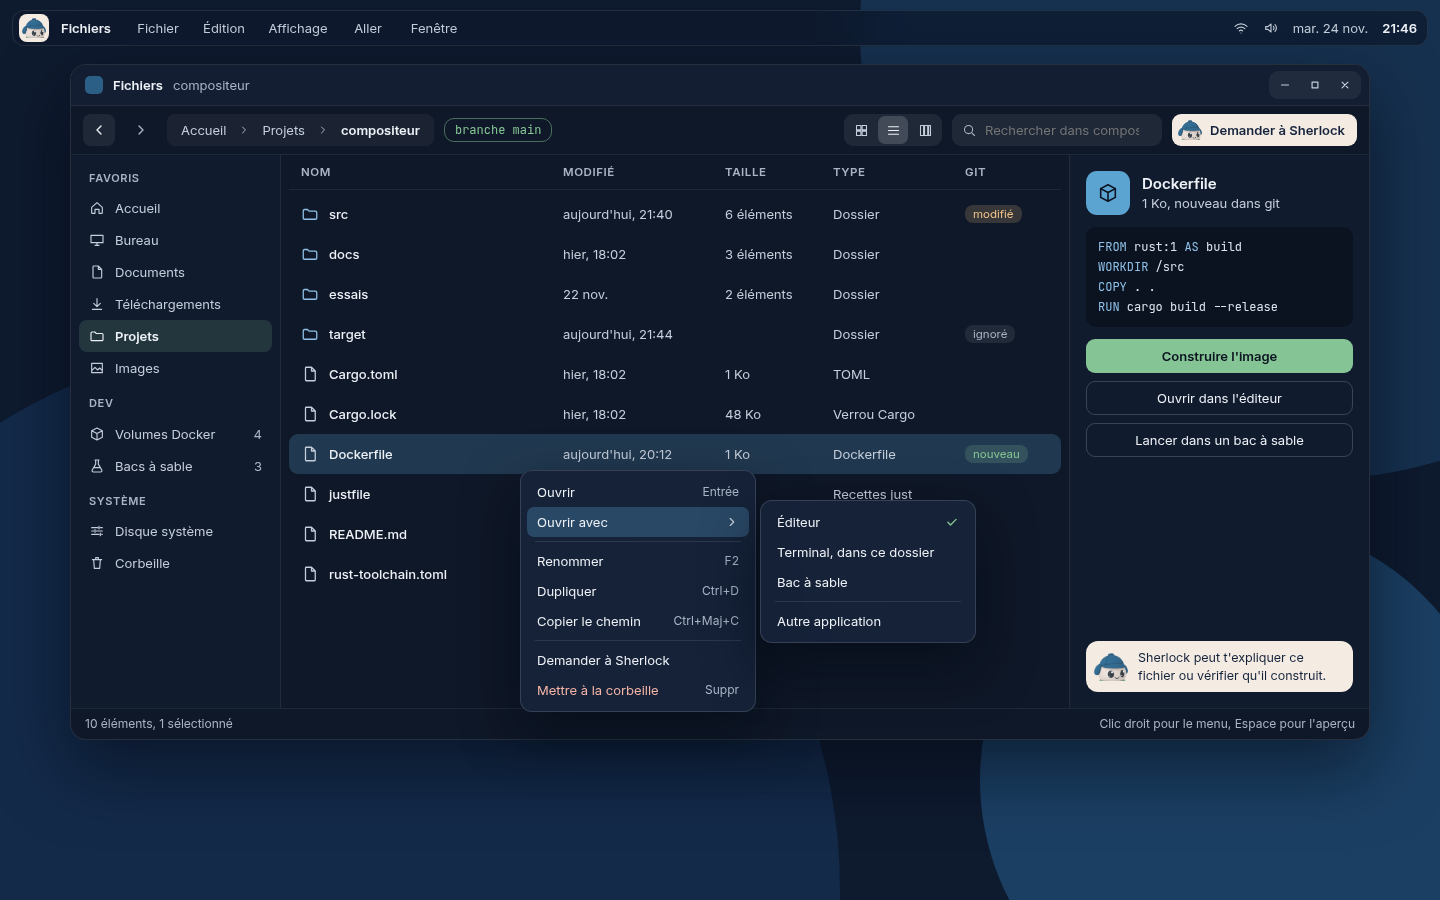 Fichiers Fichier Édition Affichage Aller Fenêtre mar. 24 nov. 21:46
Fichiers compositeur
Accueil Projets compositeur branche main Rechercher dans compos Demander à Sherlock
FAVORIS
Accueil
Bureau
Documents
Téléchargements
Projets
Images
DEV
Volumes Docker 4
Bacs à sable 3
SYSTÈME
Disque système
Corbeille
NOM MODIFIÉ TAILLE TYPE GIT
src aujourd'hui, 21:40 6 éléments Dossier modifié
docs hier, 18:02 3 éléments Dossier
essais 22 nov. 2 éléments Dossier
target aujourd'hui, 21:44 Dossier ignoré
Cargo.toml hier, 18:02 1 Ko TOML
Cargo.lock hier, 18:02 48 Ko Verrou Cargo
Dockerfile aujourd'hui, 20:12 1 Ko Dockerfile nouveau
justfile Recettes just
README.md
rust-toolchain.toml
Ouvrir Entrée
Ouvrir avec
Renommer F2
Dupliquer Ctrl+D
Copier le chemin Ctrl+Maj+C
Demander à Sherlock
Mettre à la corbeille Suppr
Éditeur
Terminal, dans ce dossier
Bac à sable
Autre application
Dockerfile
1 Ko, nouveau dans git
FROM rust:1 AS build
WORKDIR /src
COPY . .
RUN cargo build --release
Construire l'image
Ouvrir dans l'éditeur
Lancer dans un bac à sable
Sherlock peut t'expliquer ce
fichier ou vérifier qu'il construit.
10 éléments, 1 sélectionné
Clic droit pour le menu, Espace pour l'aperçu